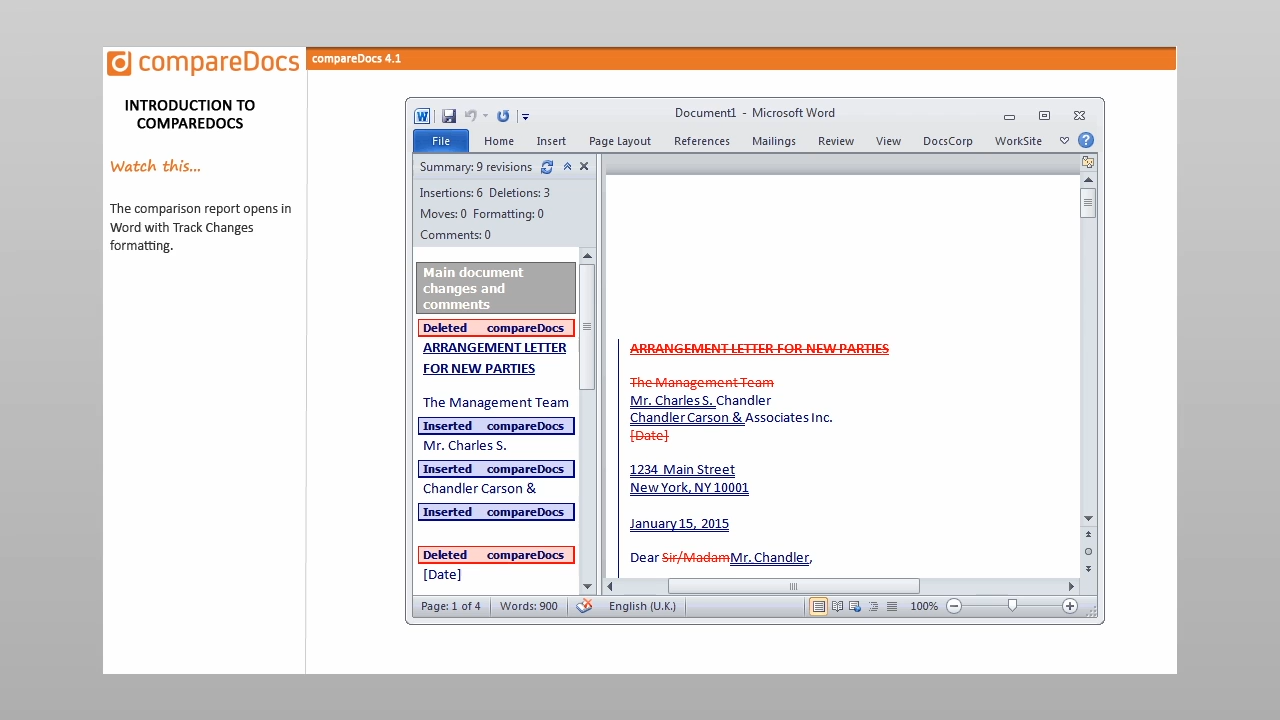 compareDocs
compareDocs 4.1
INTRODUCTION TO
COMPAREDOCS
Watch this...
The comparison report opens in
Word with Track Changes
formatting.
Document1 - Microsoft Word
File Home Insert Page Layout References Mailings Review View DocsCorp WorkSite
Summary: 9 revisions
Insertions: 6 Deletions: 3
Moves: 0 Formatting: 0
Comments: 0
Main document
changes and
comments
Deleted compareDocs
ARRANGEMENT LETTER
FOR NEW PARTIES
The Management Team
Inserted compareDocs
Mr. Charles S.
Inserted compareDocs
Chandler Carson &
Inserted compareDocs
Deleted compareDocs
[Date]
ARRANGEMENT LETTER FOR NEW PARTIES
The Management Team
Mr. Charles S. Chandler
Chandler Carson & Associates Inc.
[Date]
1234 Main Street
New York, NY 10001
January 15, 2015
Dear Sir/MadamMr. Chandler,
Page: 1 of 4 Words: 900 English (U.K.) 100%